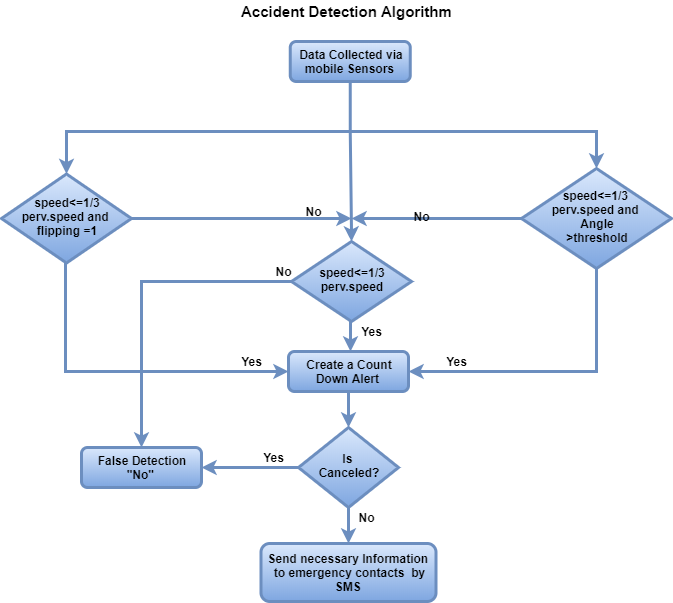 Accident Detection Algorithm
Data Collected via
mobile Sensors
speed<=1/3
perv.speed and
flipping =1
speed<=1/3
perv.speed and
Angle
>threshold
No
No
No
speed<=1/3
perv.speed
Yes
Yes
Create a Count
Down Alert
Yes
False Detection
"No"
Yes
Is
Canceled?
No
Send necessary Information
to emergency contacts  by
SMS